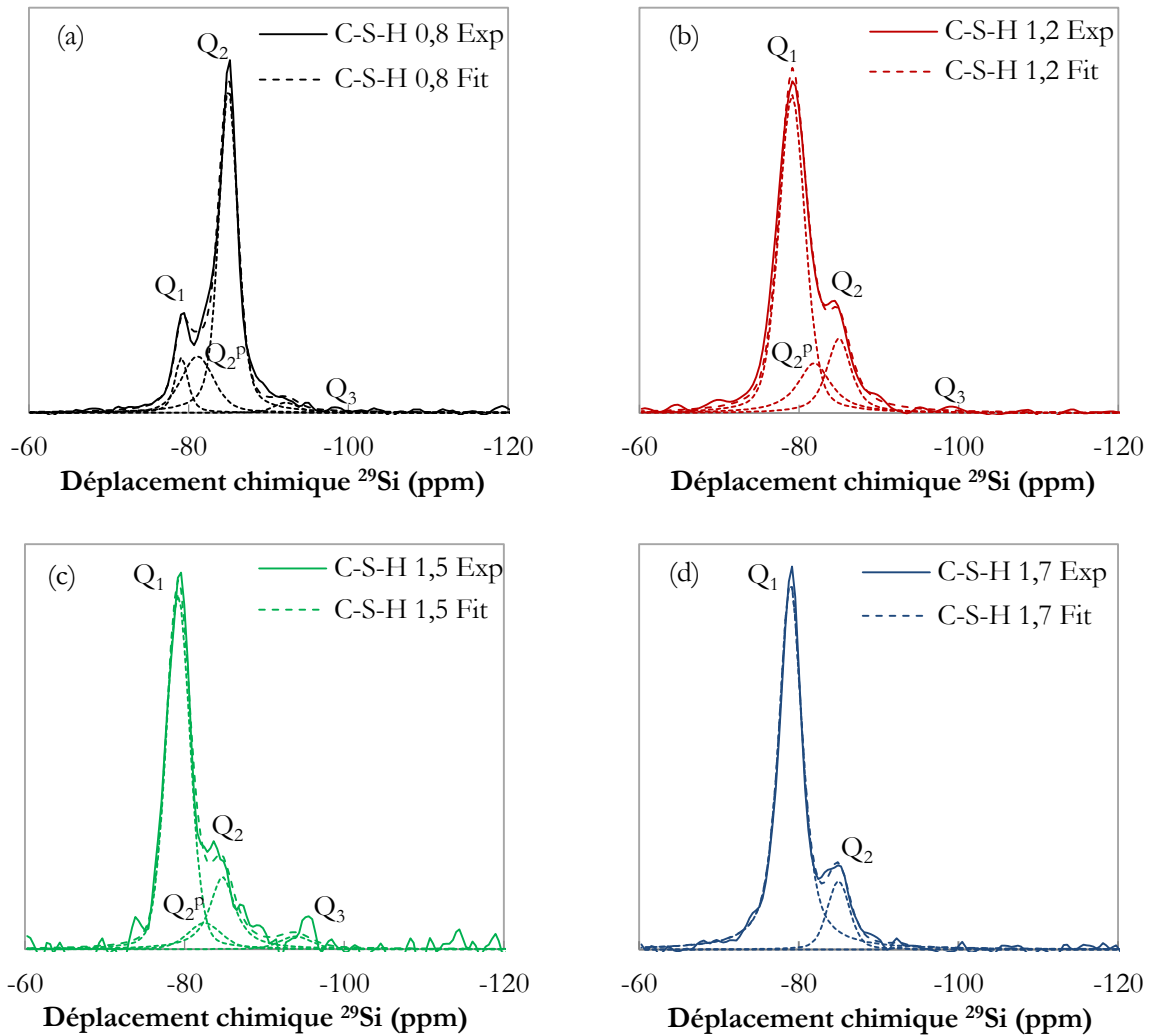 (a)
C-S-H 0,8 Exp
C-S-H 0,8 Fit
Q2
Q1
Q2p
Q3
-60 -80 -100 -120
Déplacement chimique ²⁹Si (ppm)
(b)
C-S-H 1,2 Exp
C-S-H 1,2 Fit
Q1
Q2
Q2p
Q3
-60 -80 -100 -120
Déplacement chimique ²⁹Si (ppm)
(c)
C-S-H 1,5 Exp
C-S-H 1,5 Fit
Q1
Q2
Q2p
Q3
-60 -80 -100 -120
Déplacement chimique ²⁹Si (ppm)
(d)
C-S-H 1,7 Exp
C-S-H 1,7 Fit
Q1
Q2
-60 -80 -100 -120
Déplacement chimique ²⁹Si (ppm)